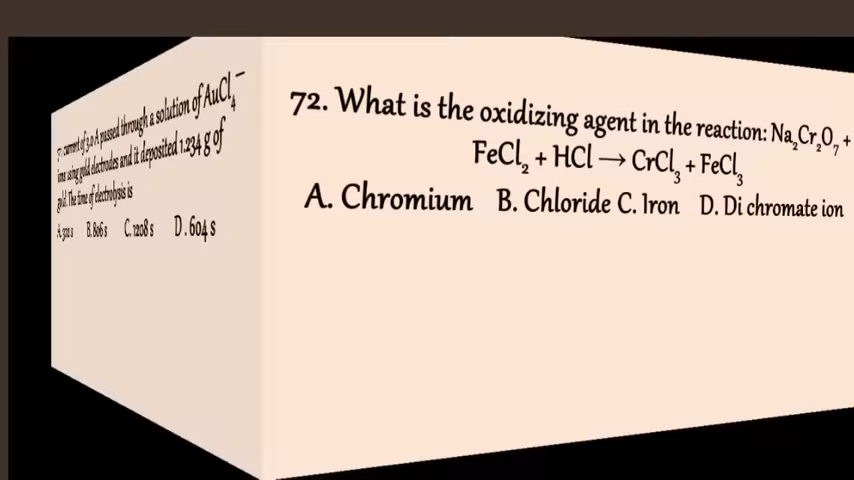 current of 3.0 A passed through a solution of AuCl₄⁻
ions using gold electrodes and it deposited 1.234 g of
gold. The time of electrolysis is
B. 806 s C. 1208 s D. 604 s
72. What is the oxidizing agent in the reaction: Na₂Cr₂O₇ +
FeCl₂ + HCl → CrCl₃ + FeCl₃
A. Chromium B. Chloride C. Iron D. Di chromate ion